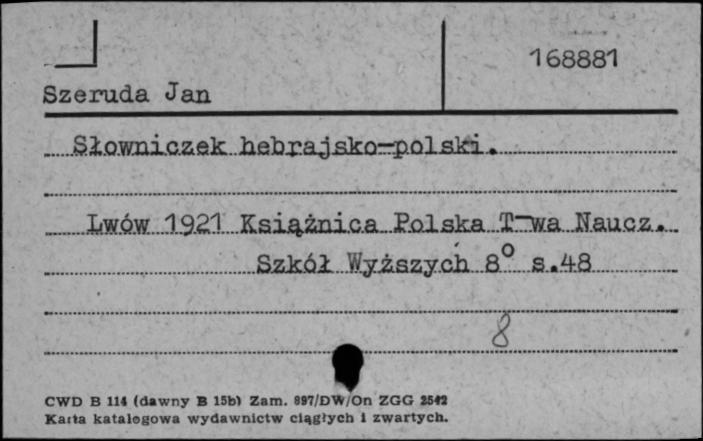 168881
Szeruda Jan
Słowniczek hebrajsko-polski.
Lwów 1921 Książnica Polska T-wa Naucz.
Szkół Wyższych 8° s.48
8
CWD B 114 (dawny B 15b) Zam. 897/DW/On ZGG 2542
Karta katalogowa wydawnictw ciągłych i zwartych.